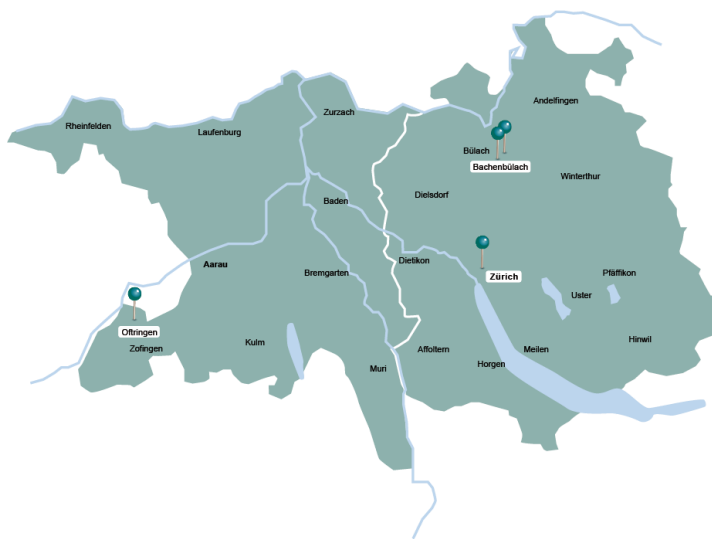 Andelfingen
Zurzach
Rheinfelden
Laufenburg
Bülach
Bachenbülach
Winterthur
Dielsdorf
Baden
Aarau
Bremgarten
Dietikon
Zürich
Pfäffikon
Uster
Oftringen
Zofingen
Kulm
Affoltern
Meilen
Hinwil
Muri
Horgen